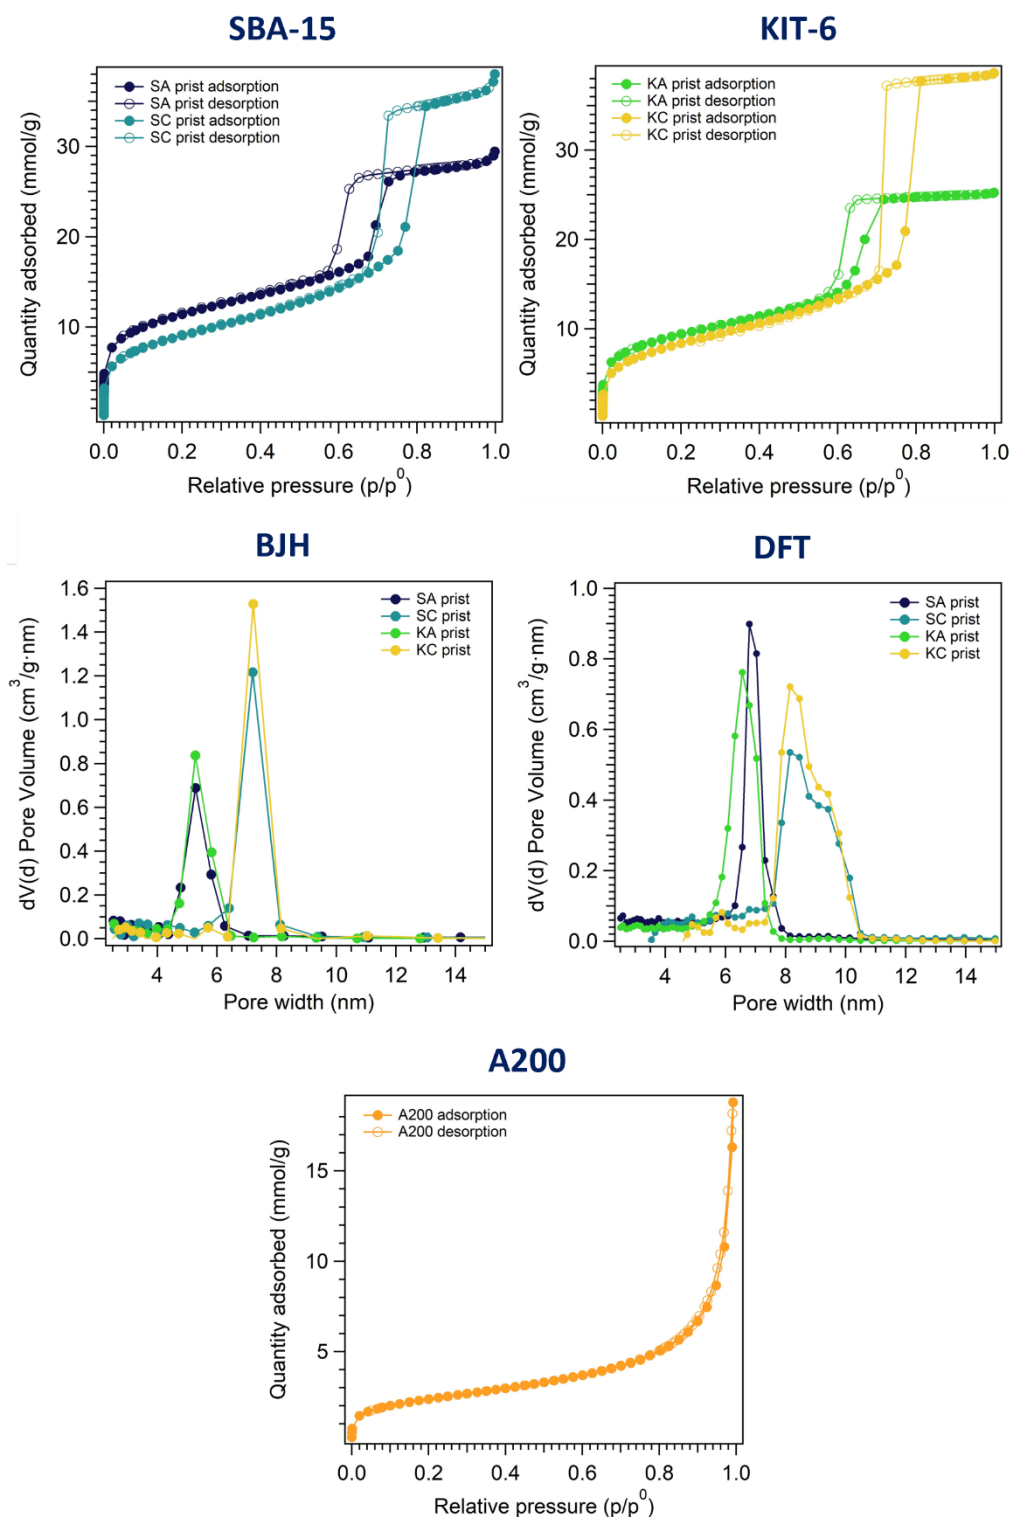 SBA-15
SA prist adsorption
SA prist desorption
SC prist adsorption
SC prist desorption
Quantity adsorbed (mmol/g)
30
20
10
0.0 0.2 0.4 0.6 0.8 1.0
Relative pressure (p/p⁰)
KIT-6
KA prist adsorption
KA prist desorption
KC prist adsorption
KC prist desorption
Quantity adsorbed (mmol/g)
30
20
10
0.0 0.2 0.4 0.6 0.8 1.0
Relative pressure (p/p⁰)
BJH
SA prist
SC prist
KA prist
KC prist
dV(d) Pore Volume (cm³/g·nm)
1.6
1.4
1.2
1.0
0.8
0.6
0.4
0.2
0.0
4 6 8 10 12 14
Pore width (nm)
DFT
SA prist
SC prist
KA prist
KC prist
dV(d) Pore Volume (cm³/g·nm)
1.0
0.8
0.6
0.4
0.2
0.0
4 6 8 10 12 14
Pore width (nm)
A200
A200 adsorption
A200 desorption
Quantity adsorbed (mmol/g)
15
10
5
0.0 0.2 0.4 0.6 0.8 1.0
Relative pressure (p/p⁰)